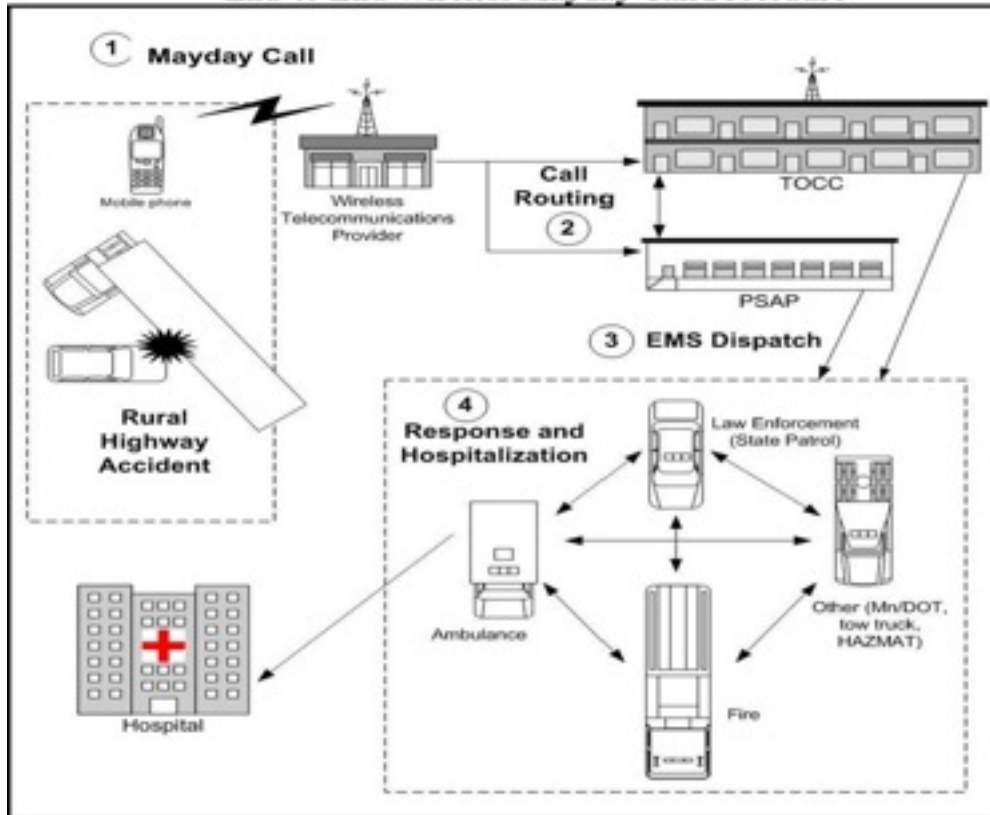 1 Mayday Call
Mobile phone
Wireless
Telecommunications
Provider
Call
Routing
2
TOCC
PSAP
Rural
Highway
Accident
3 EMS Dispatch
4
Response and
Hospitalization
Law Enforcement
(State Patrol)
Ambulance
Other (Mn/DOT,
tow truck,
HAZMAT)
Fire
Hospital